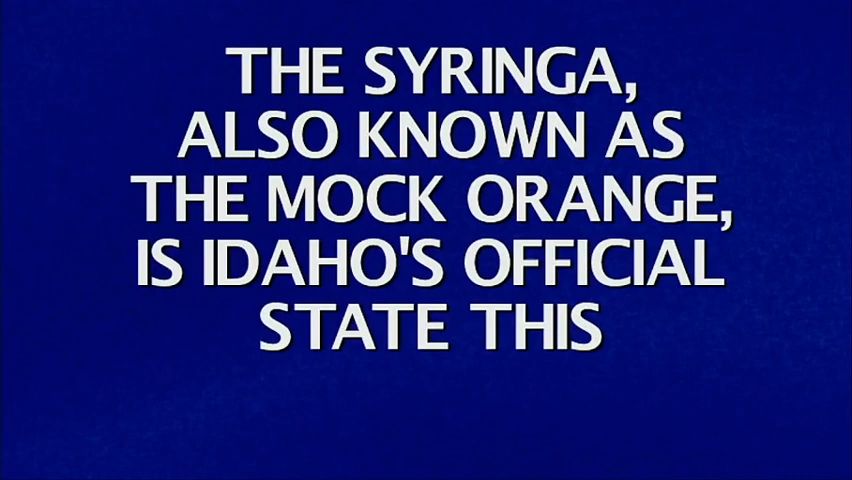 THE SYRINGA,
ALSO KNOWN AS
THE MOCK ORANGE,
IS IDAHO'S OFFICIAL
STATE THIS